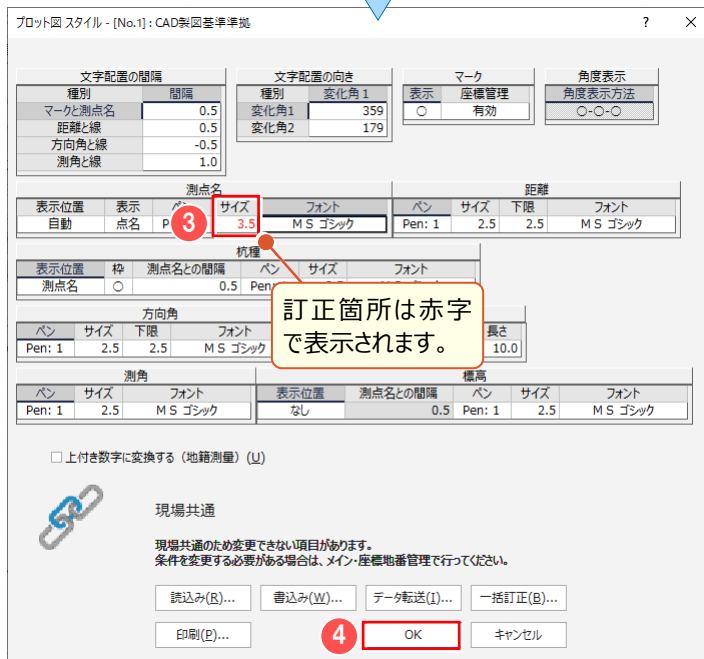 プロット図 スタイル - [No.1] : CAD製図基準準拠 ? ×
文字配置の間隔 文字配置の向き マーク 角度表示
種別 間隔 種別 変化角1 表示 座標管理 角度表示方法
マークと測点名 0.5 変化角1 359 ○ 有効 ○-○-○
距離と線 0.5 変化角2 179
方向角と線 -0.5
測角と線 1.0
測点名 距離
表示位置 表示 サイズ フォント ペン サイズ 下限 フォント
自動 点名 3 3.5 MS ゴシック Pen: 1 2.5 2.5 MS ゴシック
杭種
表示位置 枠 測点名との間隔 ペン サイズ フォント
測点名 ○ 0.5
訂正箇所は赤字
で表示されます。
方向角
ペン サイズ 下限 フォント 長さ
Pen: 1 2.5 2.5 MS ゴシック 10.0
測角 標高
ペン サイズ フォント 表示位置 測点名との間隔 ペン サイズ フォント
Pen: 1 2.5 MS ゴシック なし 0.5 Pen: 1 2.5 MS ゴシック
上付き数字に変換する（地籍測量）(U)
現場共通
現場共通のため変更できない項目があります。
条件を変更する必要がある場合は、メイン・座標地番管理で行ってください。
読込み(R)... 書込み(W)... データ転送(I)... 一括訂正(B)...
印刷(P)... 4 OK キャンセル